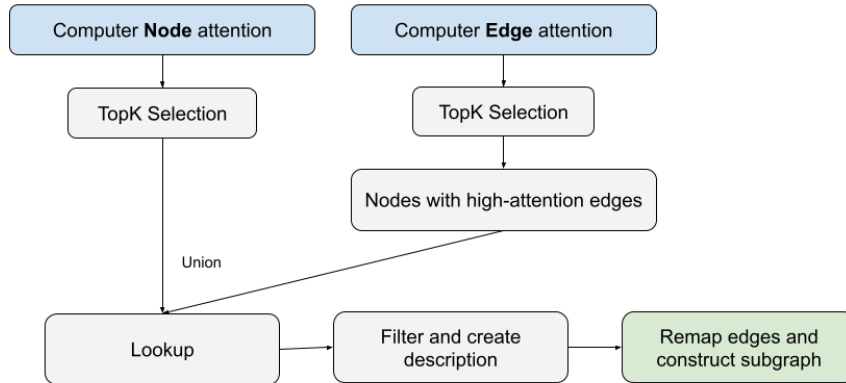 Computer Node attention
Computer Edge attention
TopK Selection
TopK Selection
Nodes with high-attention edges
Union
Lookup
Filter and create
description
Remap edges and
construct subgraph